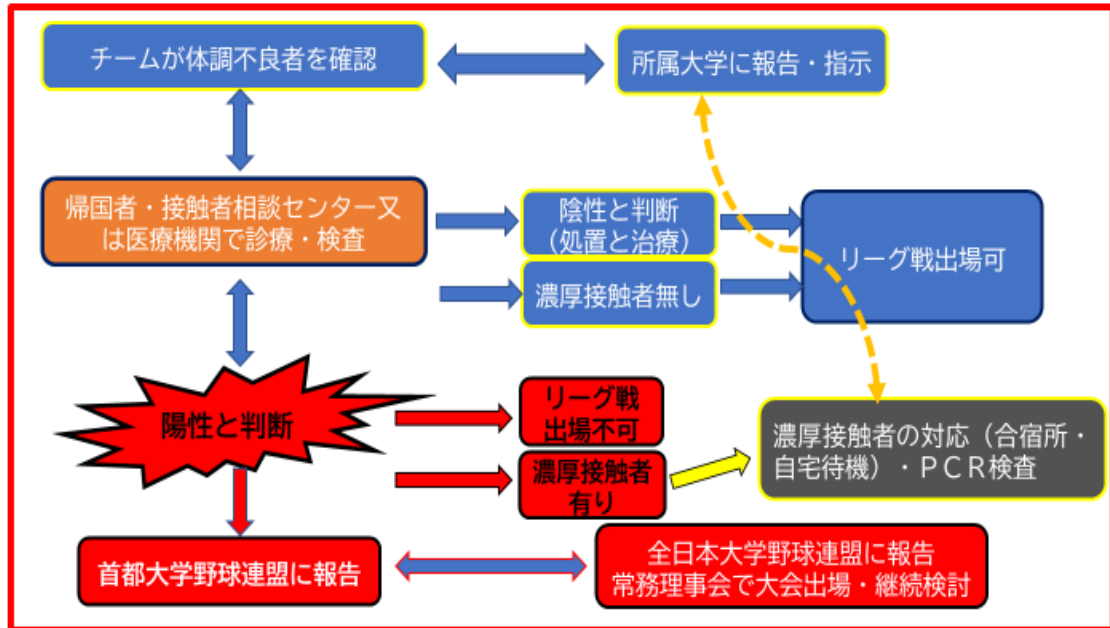 チームが体調不良者を確認
所属大学に報告・指示
帰国者・接触者相談センター又
は医療機関で診療・検査
陰性と判断
（処置と治療）
濃厚接触者無し
リーグ戦出場可
陽性と判断
リーグ戦
出場不可
濃厚接触者
有り
濃厚接触者の対応（合宿所・
自宅待機）・ＰＣＲ検査
首都大学野球連盟に報告
全日本大学野球連盟に報告
常務理事会で大会出場・継続検討